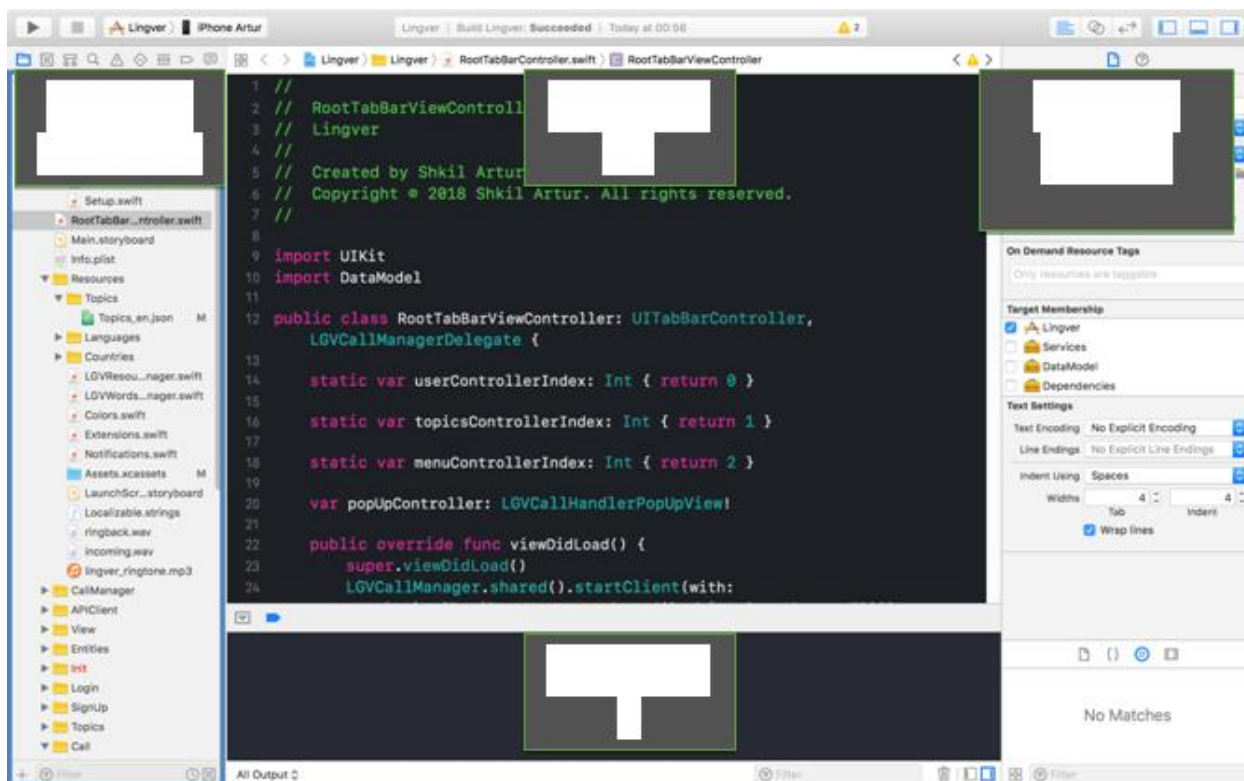 Lingver
iPhone Artur
Lingver | Build Lingver: Succeeded | Today at 00:56
2
Lingver
Lingver
RootTabBarController.swift
RootTabBarViewController
Setup.swift
RootTabBar...ntroller.swift
Main.storyboard
Info.plist
Resources
Topics
Topics_en.json M
Languages
Countries
LGVResou...nager.swift
LGVWords...nager.swift
Colors.swift
Extensions.swift
Notifications.swift
Assets.xcassets M
LaunchScr...storyboard
Localizable.strings
ringback.wav
incoming.wav
lingver_ringtone.mp3
CallManager
APIClient
View
Entities
Init
Login
SignUp
Topics
Call
Filter
1 //
2 // RootTabBarViewControll
3 // Lingver
4 //
5 // Created by Shkil Artur
6 // Copyright © 2018 Shkil Artur. All rights reserved.
7 //
8
9 import UIKit
10 import DataModel
11
12 public class RootTabBarViewController: UITabBarController,
LGVCallManagerDelegate {
13
14 static var userControllerIndex: Int { return 0 }
15
16 static var topicsControllerIndex: Int { return 1 }
17
18 static var menuControllerIndex: Int { return 2 }
19
20 var popUpController: LGVCallHandlerPopUpView!
21
22 public override func viewDidLoad() {
23 super.viewDidLoad()
24 LGVCallManager.shared().startClient(with:
All Output
Filter
On Demand Resource Tags
Only resources are taggable
Target Membership
Lingver
Services
DataModel
Dependencies
Text Settings
Text Encoding No Explicit Encoding
Line Endings No Explicit Line Endings
Indent Using Spaces
Widths 4 4
Tab Indent
Wrap lines
No Matches
Filter